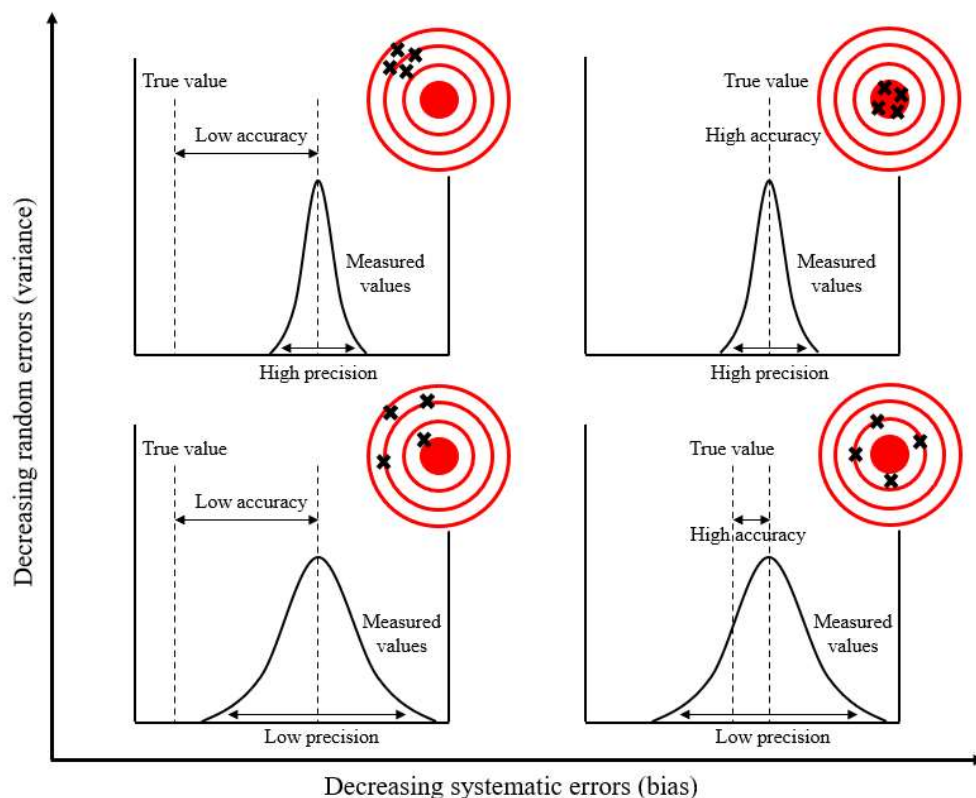 True value
Low accuracy
Measured
values
High precision
True value
High accuracy
Measured
values
High precision
True value
Low accuracy
Measured
values
Low precision
True value
High accuracy
Measured
values
Low precision
Decreasing random errors (variance)
Decreasing systematic errors (bias)